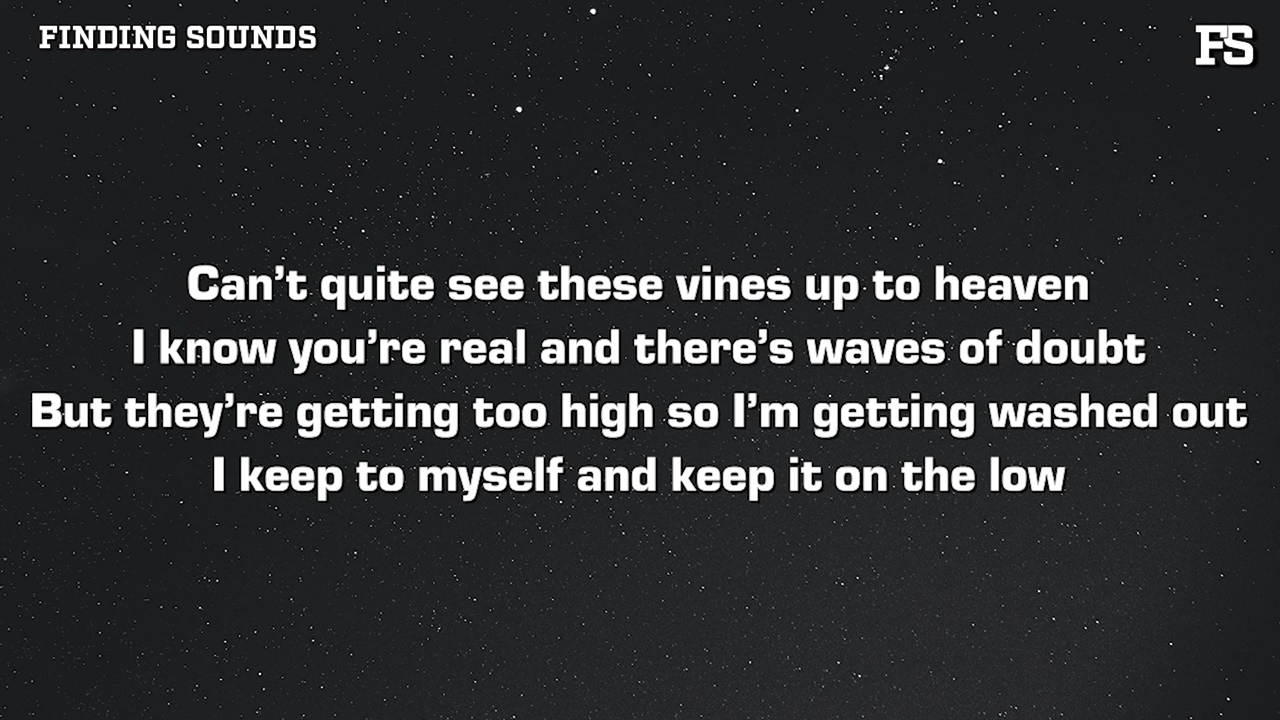 FINDING SOUNDS
FS
Can’t quite see these vines up to heaven
I know you’re real and there’s waves of doubt
But they’re getting too high so I’m getting washed out
I keep to myself and keep it on the low